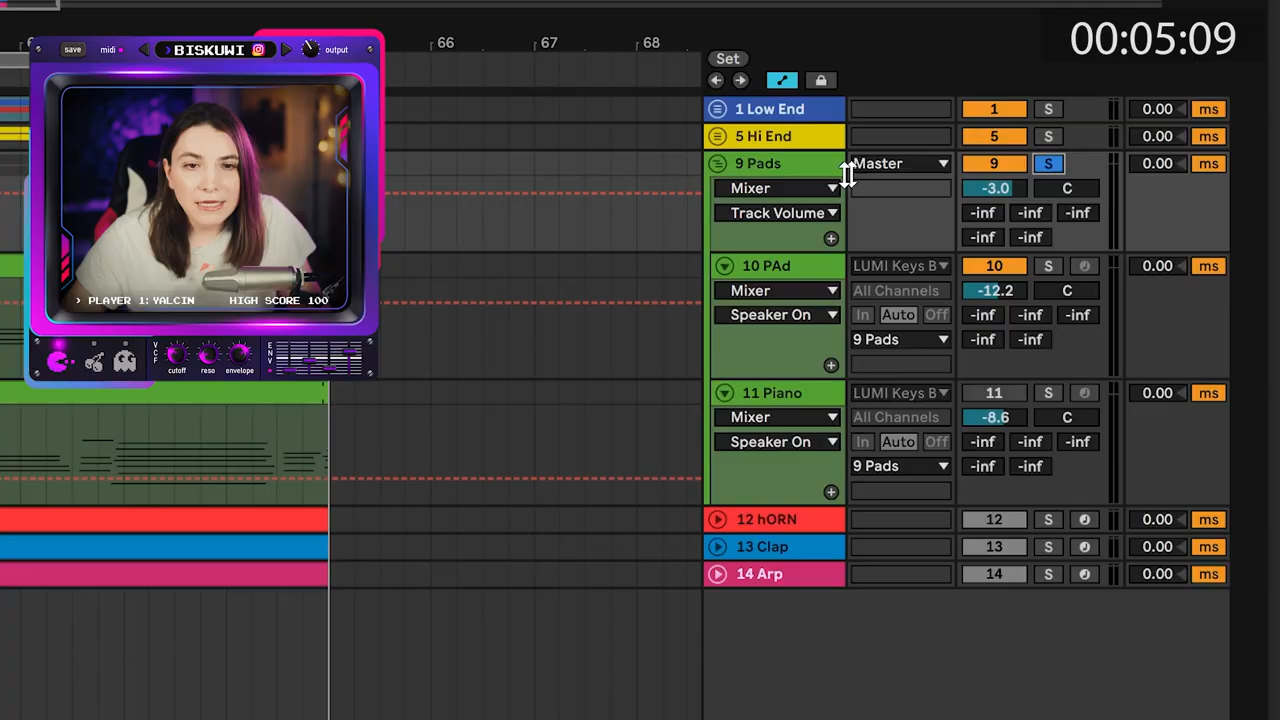 00:05:09
save midi BISKUWI output
66 67 68
Set
1 Low End 1 S 0.00 ms
5 Hi End 5 S 0.00 ms
9 Pads Master 9 S 0.00 ms
Mixer -3.0 C
Track Volume -inf -inf -inf
-inf -inf
10 PAd LUMI Keys B 10 S 0.00 ms
Mixer All Channels -12.2 C
Speaker On In Auto Off -inf -inf -inf
9 Pads -inf -inf
11 Piano LUMI Keys B 11 S 0.00 ms
Mixer All Channels -8.6 C
Speaker On In Auto Off -inf -inf -inf
9 Pads -inf -inf
12 hORN 12 S 0.00 ms
13 Clap 13 S 0.00 ms
14 Arp 14 S 0.00 ms
› PLAYER 1: YALCIN HIGH SCORE 100
VCF cutoff reso envelope ENV